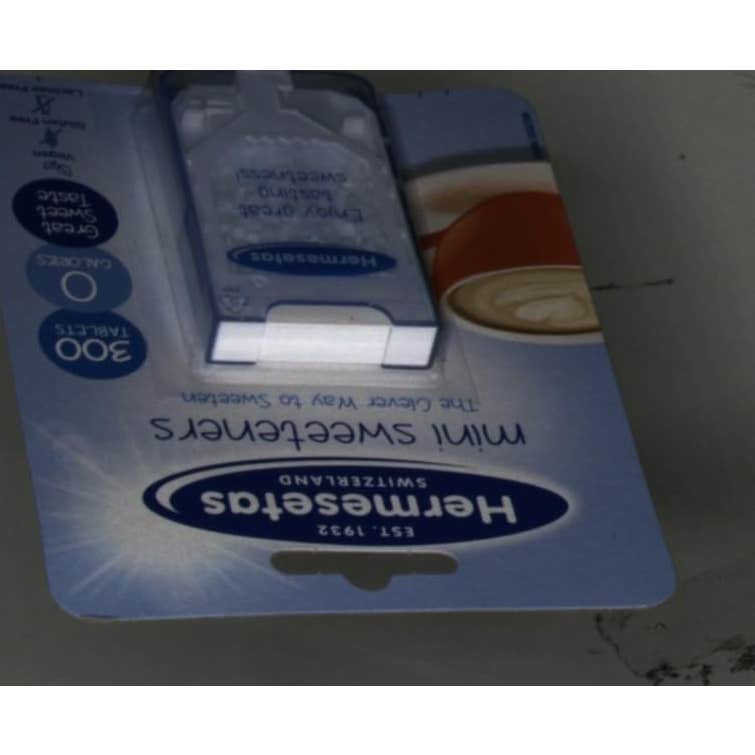 EST. 1932
Hermesetas
SWITZERLAND
mini sweeteners
The Clever Way to Sweeten
300
TABLETS
0
CALORIES
Great
Sweet
Taste
Vegan
Gluten Free
Lactose Free
Hermesetas
Enjoy great
tasting
sweetness!